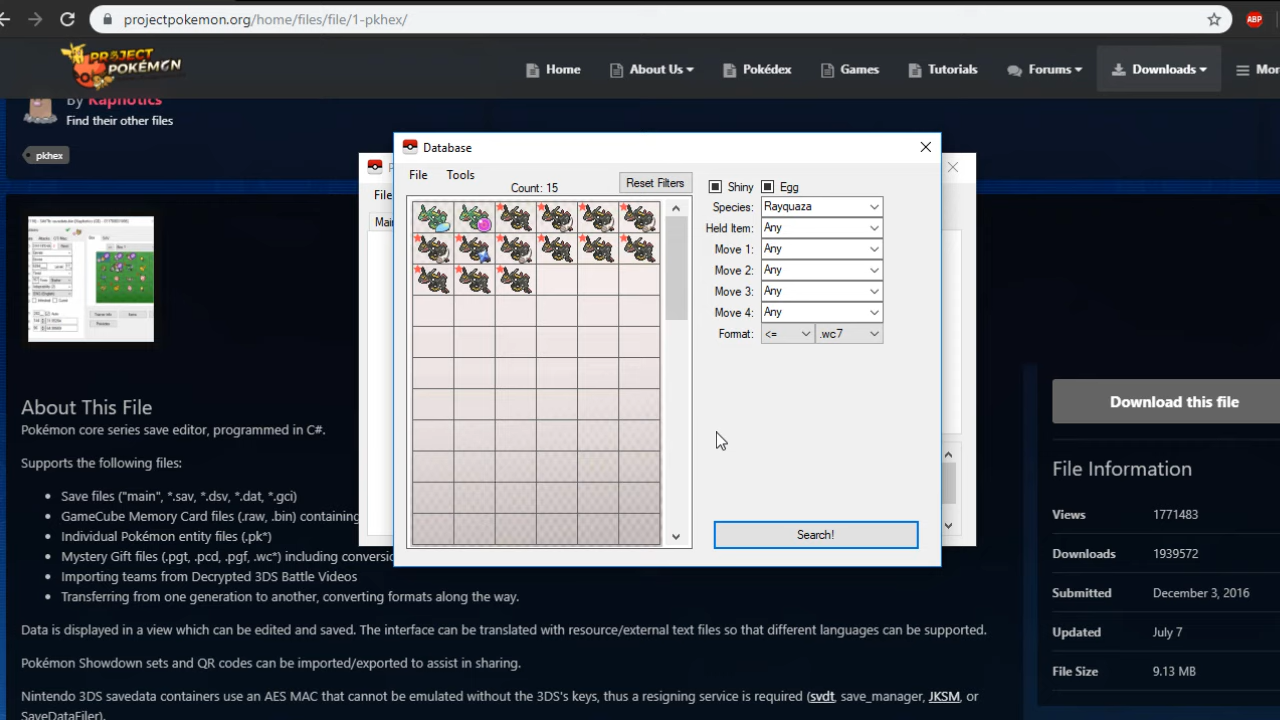 projectpokemon.org/home/files/file/1-pkhex/
ABP
PROJECT
POKÉMON
Home
About Us
Pokédex
Games
Tutorials
Forums
Downloads
Mor
By Kaphotics
Find their other files
pkhex
Database
File
Tools
Count: 15
Reset Filters
Shiny
Egg
Species: Rayquaza
Held Item: Any
Move 1: Any
Move 2: Any
Move 3: Any
Move 4: Any
Format: <= .wc7
Search!
File
Mai
About This File
Pokémon core series save editor, programmed in C#.
Supports the following files:
Save files ("main", *.sav, *.dsv, *.dat, *.gci)
GameCube Memory Card files (.raw, .bin) containing
Individual Pokémon entity files (.pk*)
Mystery Gift files (.pgt, .pcd, .pgf, .wc*) including conversi
Importing teams from Decrypted 3DS Battle Videos
Transferring from one generation to another, converting formats along the way.
Data is displayed in a view which can be edited and saved. The interface can be translated with resource/external text files so that different languages can be supported.
Pokémon Showdown sets and QR codes can be imported/exported to assist in sharing.
Nintendo 3DS savedata containers use an AES MAC that cannot be emulated without the 3DS's keys, thus a resigning service is required (svdt, save_manager, JKSM, or
SaveDataFiler).
Download this file
File Information
Views 1771483
Downloads 1939572
Submitted December 3, 2016
Updated July 7
File Size 9.13 MB